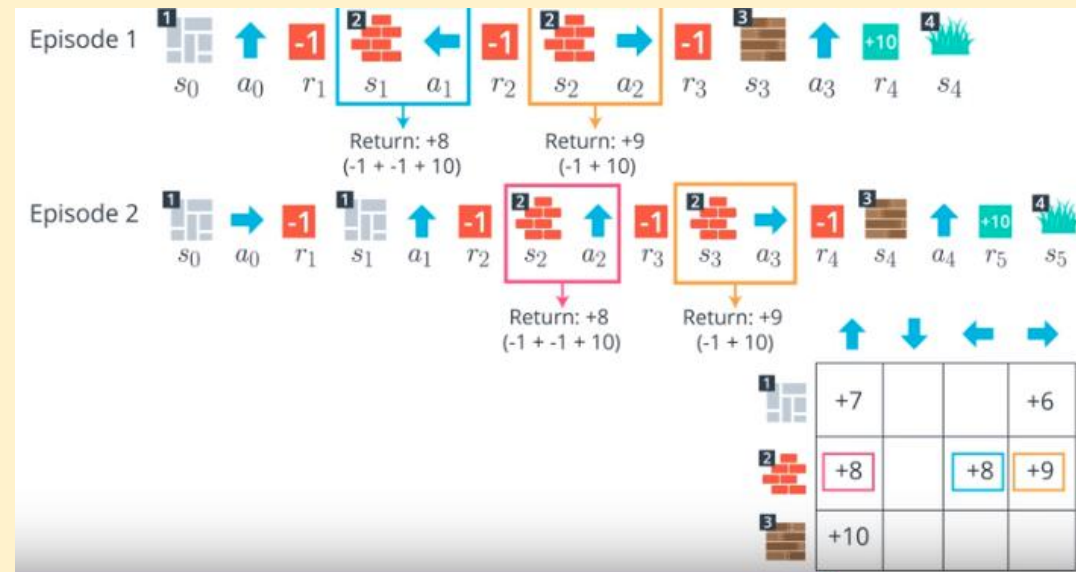 Episode 1
1 -1 2 -1 2 -1 3 +10 4
s0 a0 r1 s1 a1 r2 s2 a2 r3 s3 a3 r4 s4
Return: +8
(-1 + -1 + 10)
Return: +9
(-1 + 10)
Episode 2
1 -1 1 -1 2 -1 2 -1 3 +10 4
s0 a0 r1 s1 a1 r2 s2 a2 r3 s3 a3 r4 s4 a4 r5 s5
Return: +8
(-1 + -1 + 10)
Return: +9
(-1 + 10)
1 +7 +6
2 +8 +8 +9
3 +10